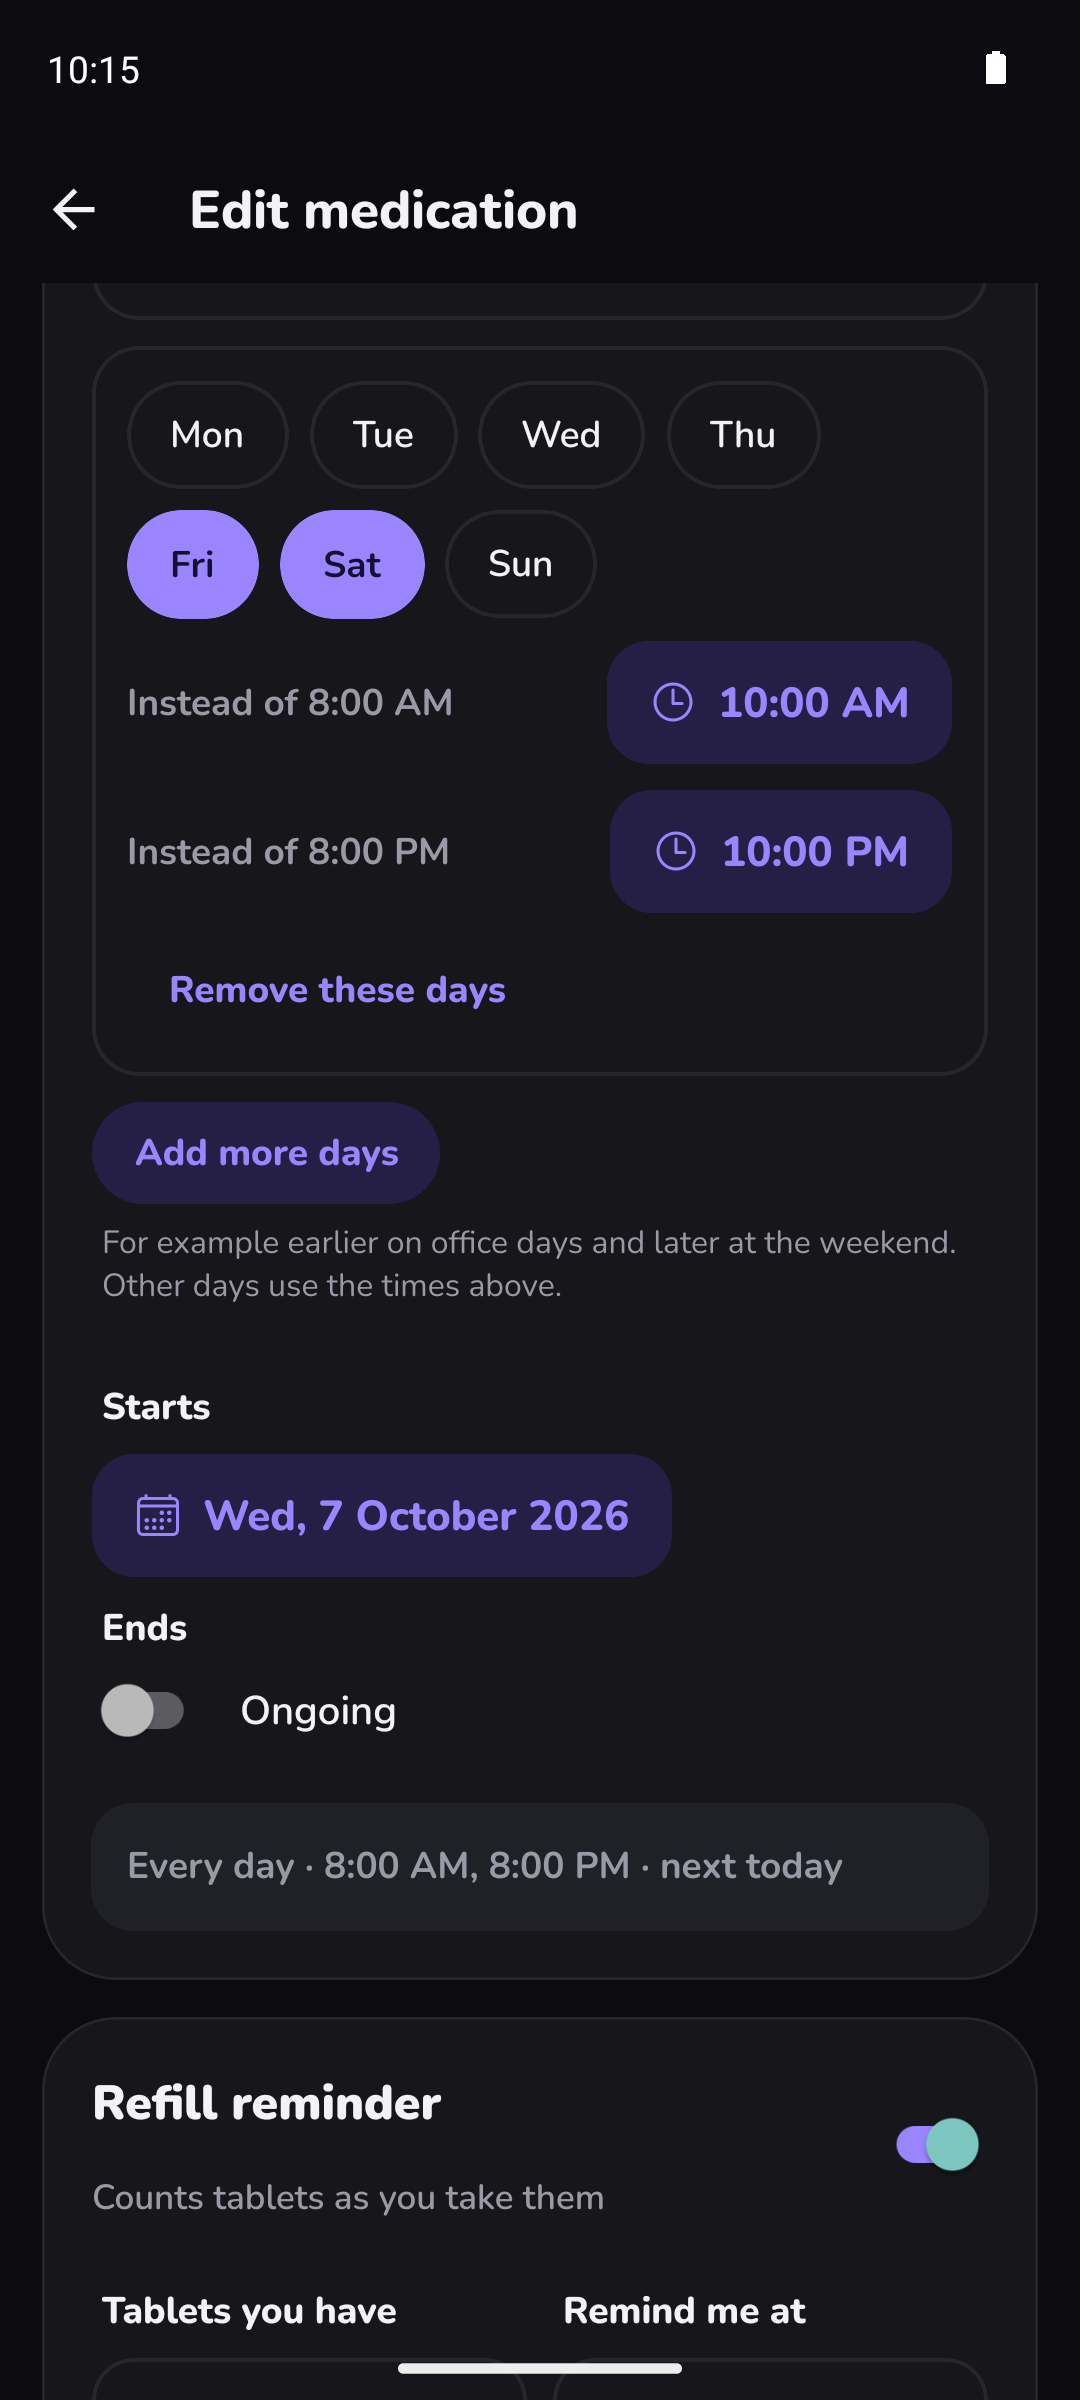 10:15
Edit medication
Mon Tue Wed Thu
Fri Sat Sun
Instead of 8:00 AM 10:00 AM
Instead of 8:00 PM 10:00 PM
Remove these days
Add more days
For example earlier on office days and later at the weekend.
Other days use the times above.
Starts
Wed, 7 October 2026
Ends
Ongoing
Every day · 8:00 AM, 8:00 PM · next today
Refill reminder
Counts tablets as you take them
Tablets you have Remind me at